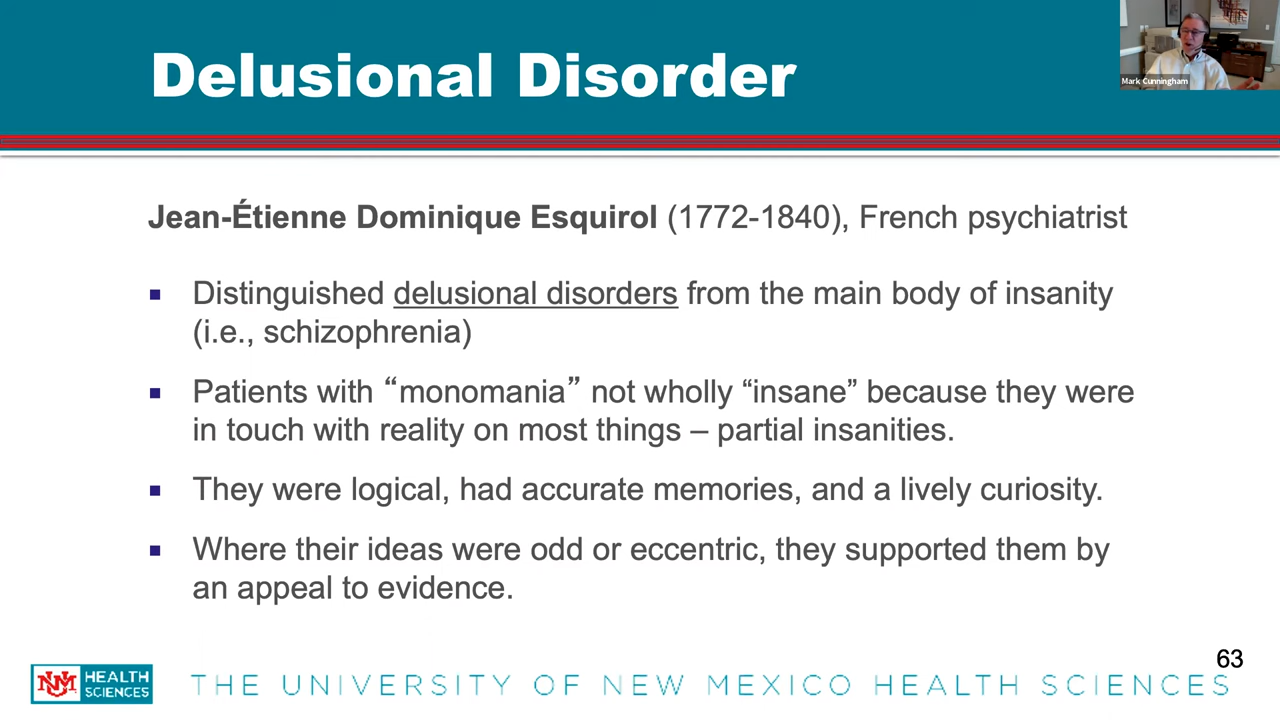 Delusional Disorder
Mark Cunningham
Jean-Étienne Dominique Esquirol (1772-1840), French psychiatrist
▪ Distinguished delusional disorders from the main body of insanity
(i.e., schizophrenia)
▪ Patients with “monomania” not wholly “insane” because they were
in touch with reality on most things – partial insanities.
▪ They were logical, had accurate memories, and a lively curiosity.
▪ Where their ideas were odd or eccentric, they supported them by
an appeal to evidence.
63
UNM HEALTH
SCIENCES
THE UNIVERSITY OF NEW MEXICO HEALTH SCIENCES